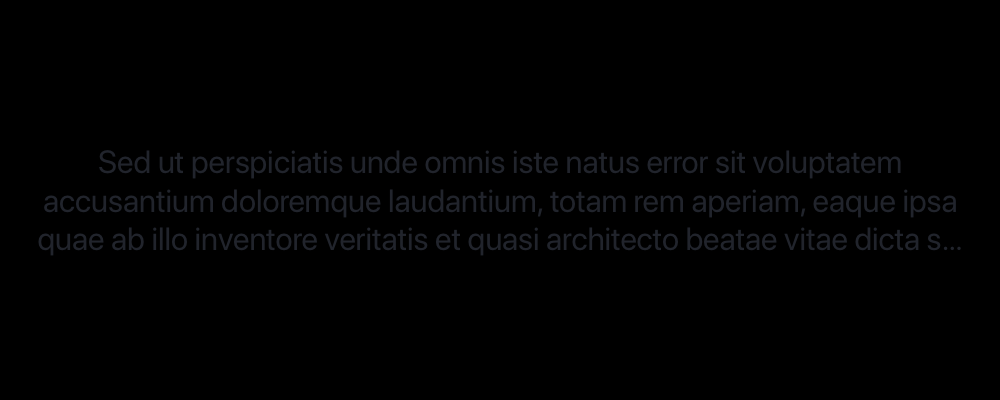 Sed ut perspiciatis unde omnis iste natus error sit voluptatem
accusantium doloremque laudantium, totam rem aperiam, eaque ipsa
quae ab illo inventore veritatis et quasi architecto beatae vitae dicta s...